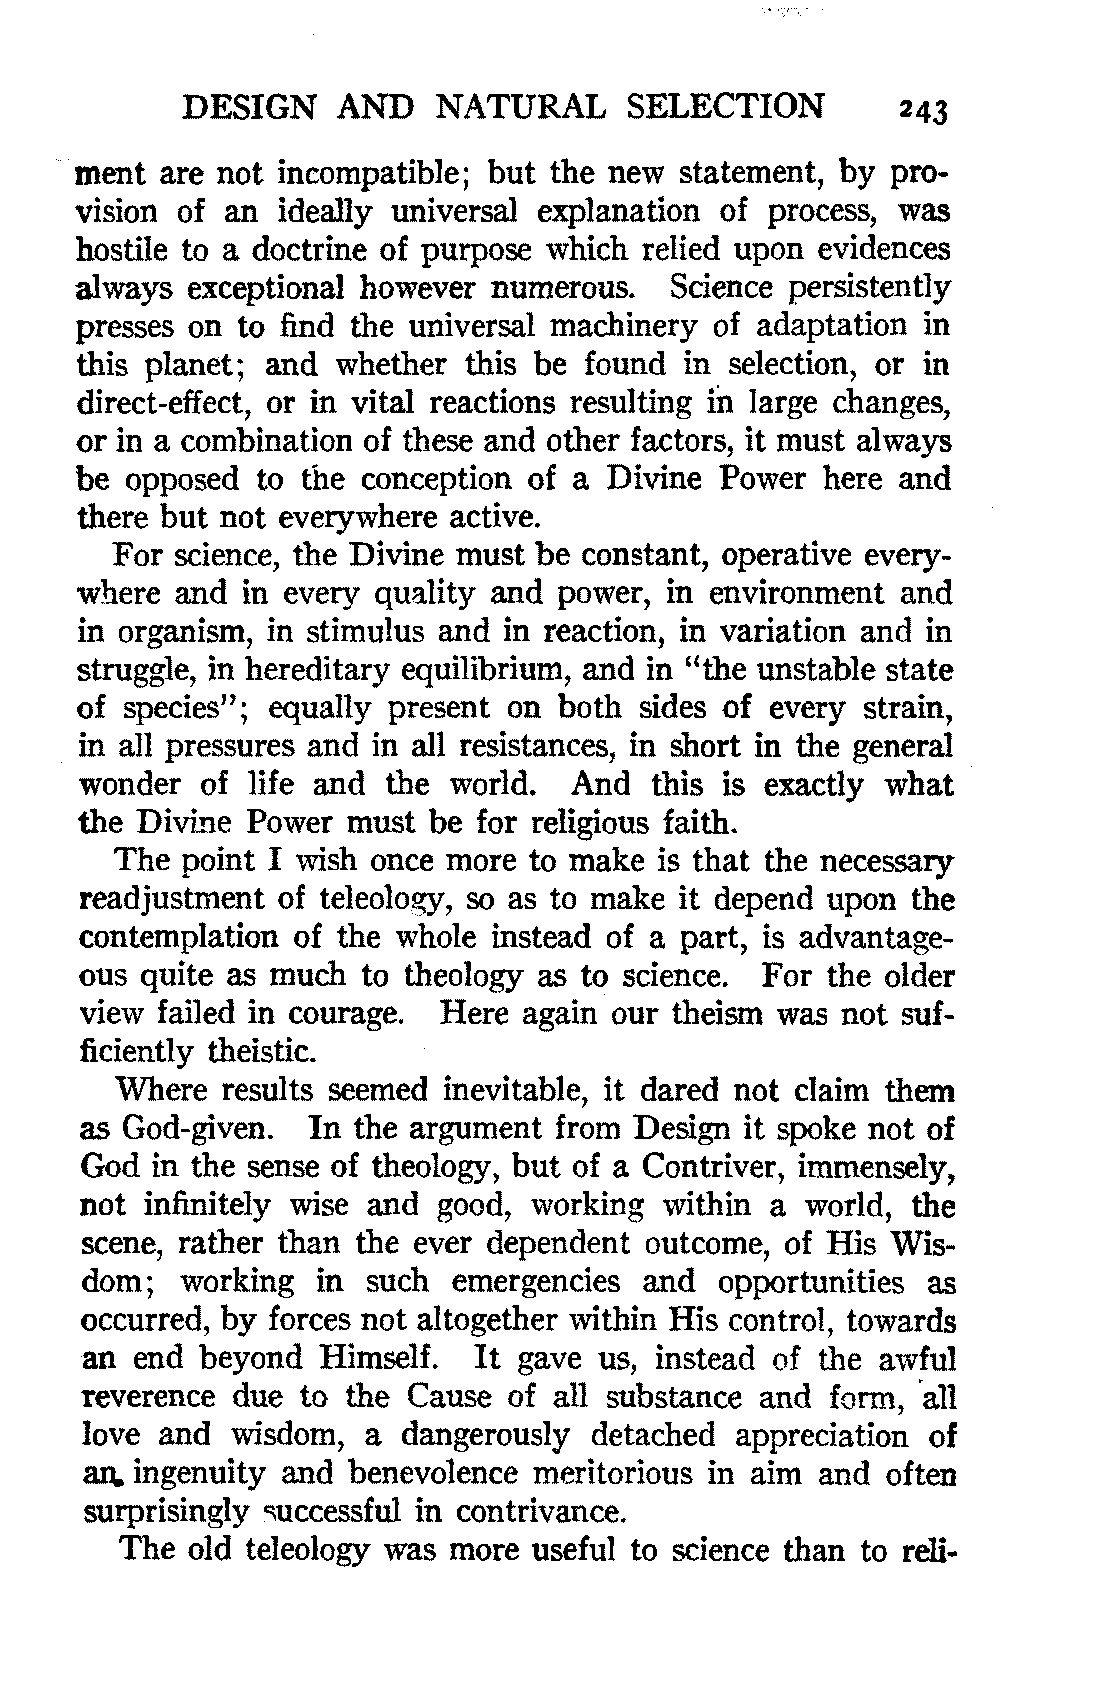 DESIGN AND NATURAL SELECTION 243
ment are not incompatible; but the new statement, by pro-
vision of an ideally universal explanation of process, was
hostile to a doctrine of purpose which relied upon evidences
always exceptional however numerous. Science persistently
presses on to find the universal machinery of adaptation in
this planet; and whether this be found in selection, or in
direct-effect, or in vital reactions resulting in large changes,
or in a combination of these and other factors, it must always
be opposed to the conception of a Divine Power here and
there but not everywhere active.
For science, the Divine must be constant, operative every-
where and in every quality and power, in environment and
in organism, in stimulus and in reaction, in variation and in
struggle, in hereditary equilibrium, and in "the unstable state
of species"; equally present on both sides of every strain,
in all pressures and in all resistances, in short in the general
wonder of life and the world. And this is exactly what
the Divine Power must be for religious faith.
The point I wish once more to make is that the necessary
readjustment of teleology, so as to make it depend upon the
contemplation of the whole instead of a part, is advantage-
ous quite as much to theology as to science. For the older
view failed in courage. Here again our theism was not suf-
ficiently theistic.
Where results seemed inevitable, it dared not claim them
as God-given. In the argument from Design it spoke not of
God in the sense of theology, but of a Contriver, immensely,
not infinitely wise and good, working within a world, the
scene, rather than the ever dependent outcome, of His Wis-
dom; working in such emergencies and opportunities as
occurred, by forces not altogether within His control, towards
an end beyond Himself. It gave us, instead of the awful
reverence due to the Cause of all substance and form, all
love and wisdom, a dangerously detached appreciation of
an ingenuity and benevolence meritorious in aim and often
surprisingly successful in contrivance.
The old teleology was more useful to science than to reli-